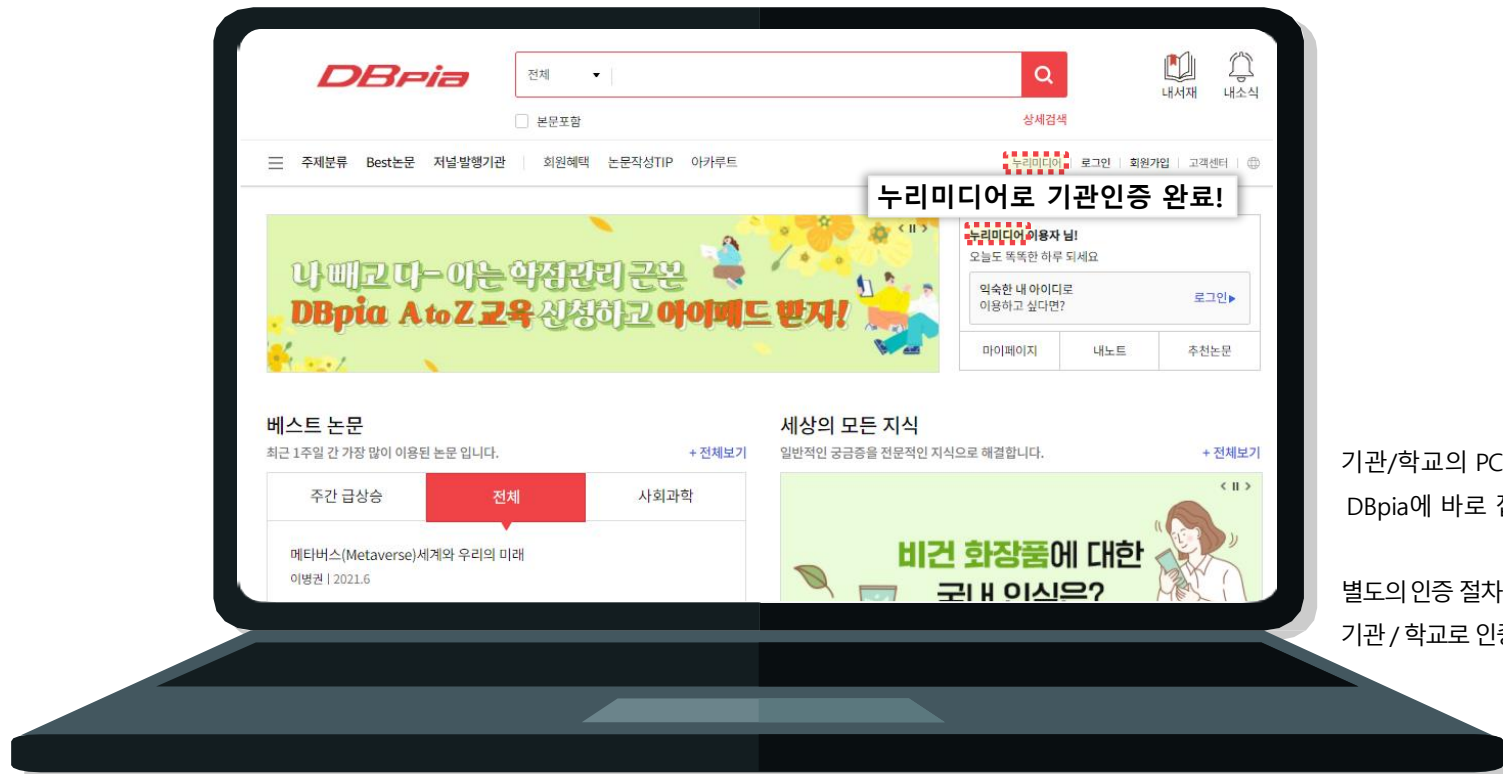 DBpia
전체
내서재 내소식
본문포함
상세검색
주제분류 Best논문 저널·발행기관 회원혜택 논문작성TIP 아카루트
누리미디어 로그인 회원가입 고객센터
누리미디어로 기관인증 완료!
나 빼고 다- 아는 학점관리 근본
DBpia A to Z 교육 신청하고 아이패드 받자!
누리미디어 이용자 님!
오늘도 똑똑한 하루 되세요
익숙한 내 아이디로
이용하고 싶다면?
로그인▶
마이페이지 내노트 추천논문
베스트 논문
최근 1주일 간 가장 많이 이용된 논문 입니다.
+ 전체보기
주간 급상승 전체 사회과학
메타버스(Metaverse)세계와 우리의 미래
이병권 | 2021.6
세상의 모든 지식
일반적인 궁금증을 전문적인 지식으로 해결합니다.
+ 전체보기
비건 화장품에 대한
국내 인식은?
기관/학교의 PC
DBpia에 바로
별도의 인증 절차
기관 / 학교로